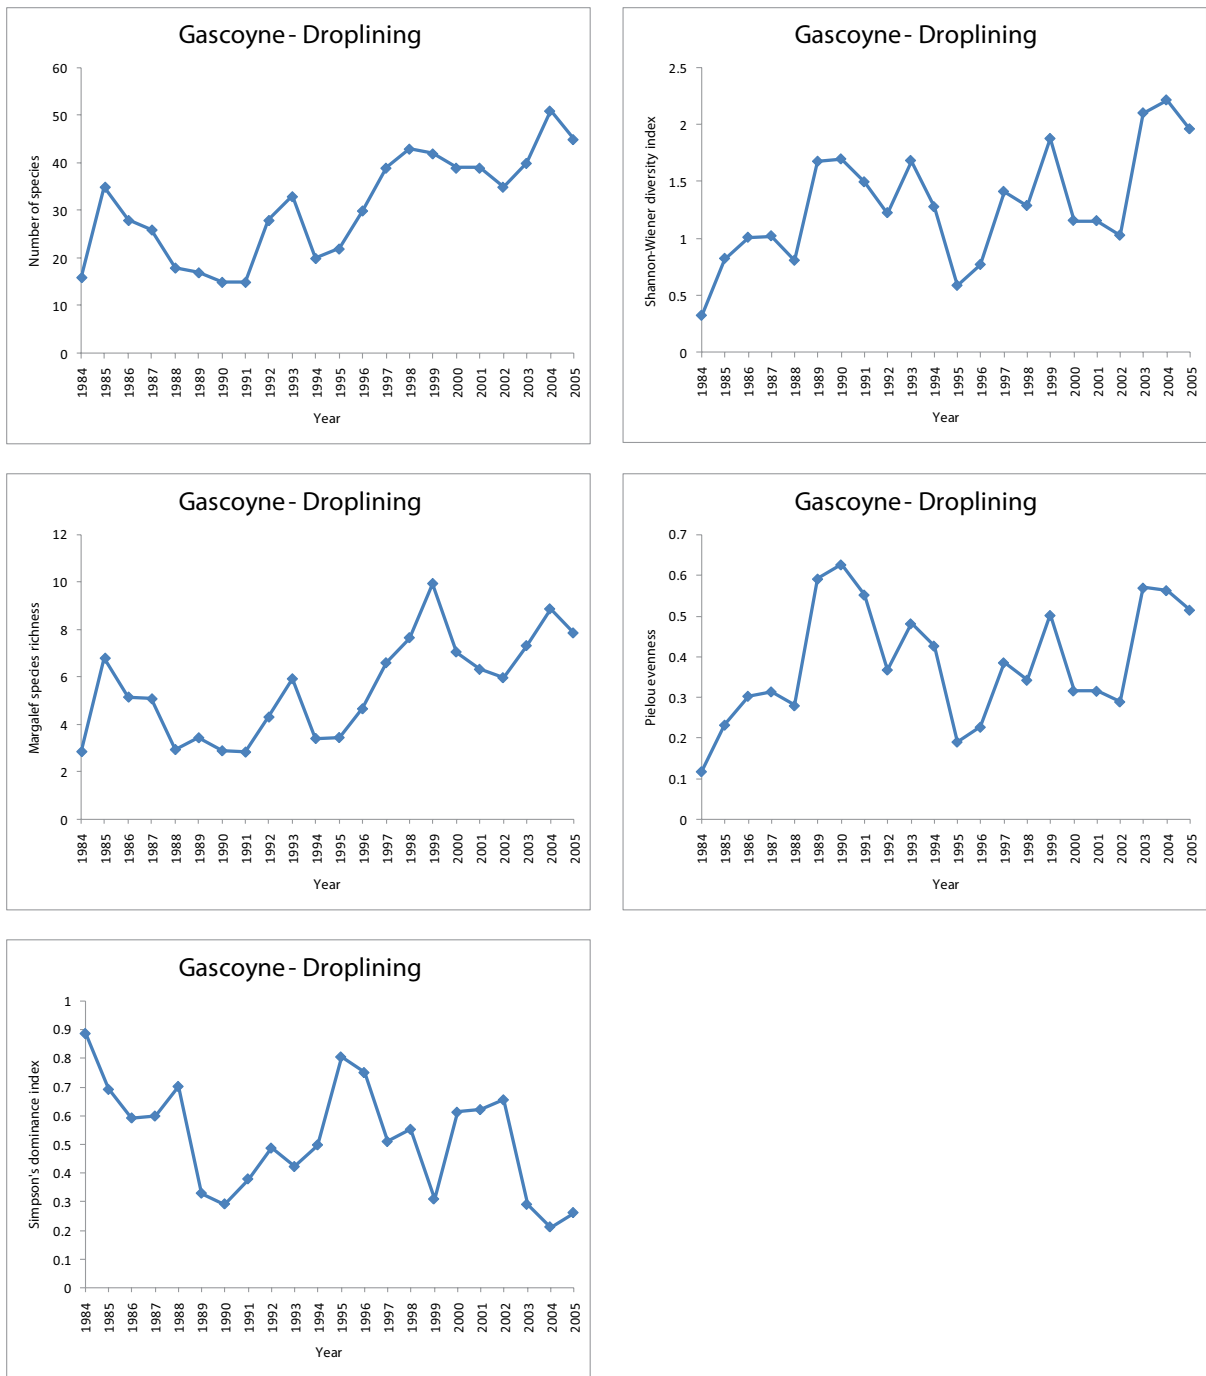 Gascoyne - Droplining
60
50
40
30
20
10
0
Number of species
1984 1985 1986 1987 1988 1989 1990 1991 1992 1993 1994 1995 1996 1997 1998 1999 2000 2001 2002 2003 2004 2005
Year
Gascoyne - Droplining
2.5
2
1.5
1
0.5
0
Shannon-Wiener diversity index
1984 1985 1986 1987 1988 1989 1990 1991 1992 1993 1994 1995 1996 1997 1998 1999 2000 2001 2002 2003 2004 2005
Year
Gascoyne - Droplining
12
10
8
6
4
2
0
Margalef species richness
1984 1985 1986 1987 1988 1989 1990 1991 1992 1993 1994 1995 1996 1997 1998 1999 2000 2001 2002 2003 2004 2005
Year
Gascoyne - Droplining
0.7
0.6
0.5
0.4
0.3
0.2
0.1
0
Pielou evenness
1984 1985 1986 1987 1988 1989 1990 1991 1992 1993 1994 1995 1996 1997 1998 1999 2000 2001 2002 2003 2004 2005
Year
Gascoyne - Droplining
1
0.9
0.8
0.7
0.6
0.5
0.4
0.3
0.2
0.1
0
Simpson's dominance index
1984 1985 1986 1987 1988 1989 1990 1991 1992 1993 1994 1995 1996 1997 1998 1999 2000 2001 2002 2003 2004 2005
Year